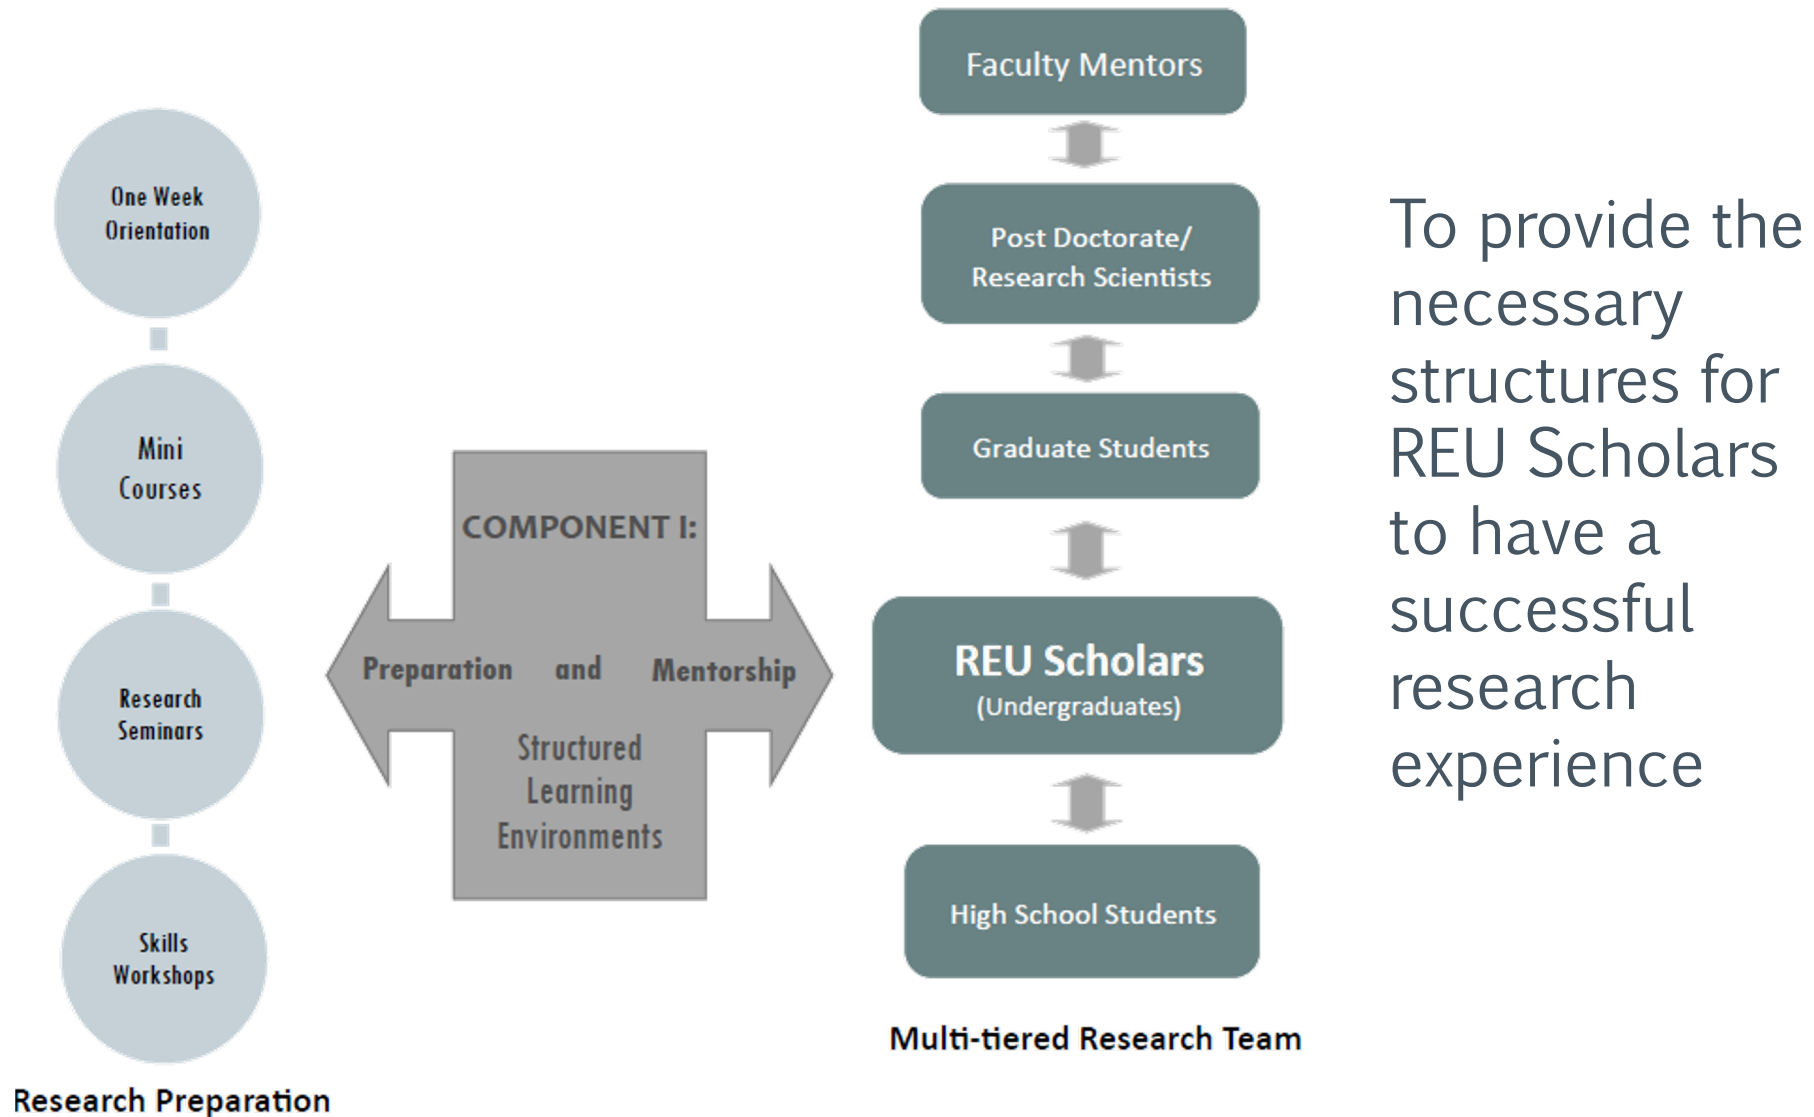 One Week
Orientation
Mini
Courses
Research
Seminars
Skills
Workshops
Research Preparation
COMPONENT I:
Preparation and Mentorship
Structured
Learning
Environments
Faculty Mentors
Post Doctorate/
Research Scientists
Graduate Students
REU Scholars
(Undergraduates)
High School Students
Multi-tiered Research Team
To provide the
necessary
structures for
REU Scholars
to have a
successful
research
experience